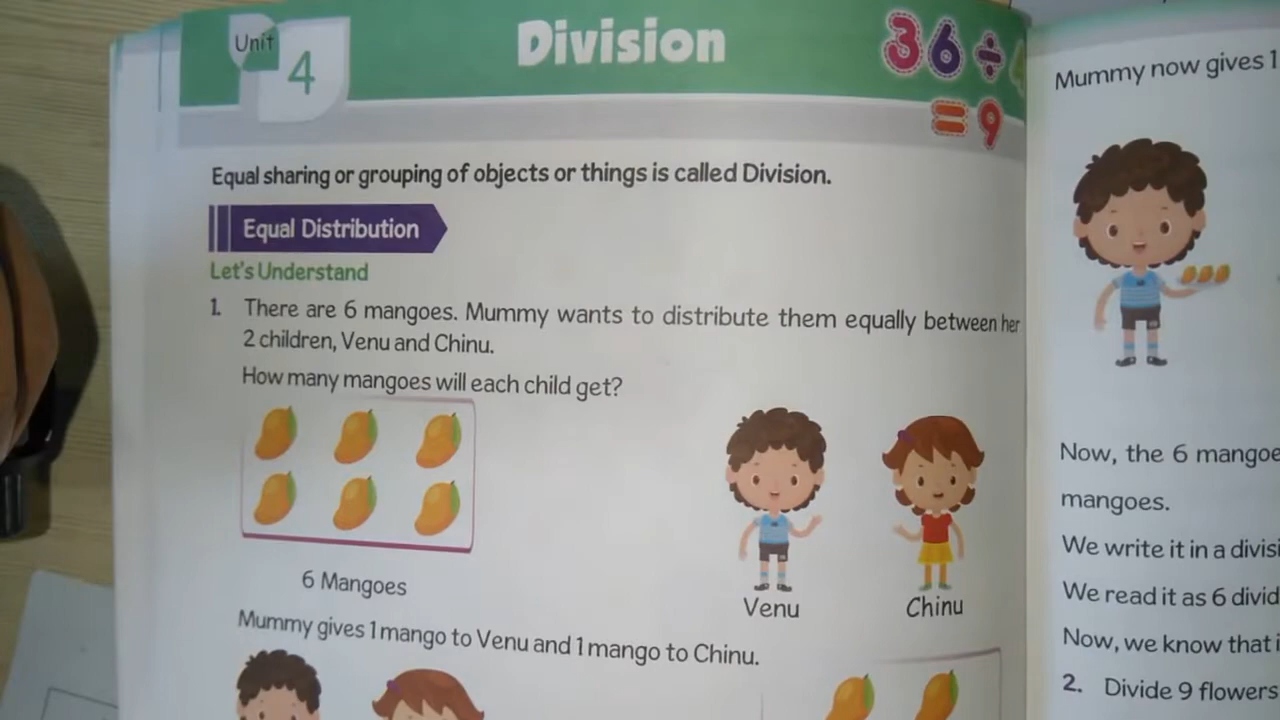 Unit
4
Division
36 ÷
= 9
Equal sharing or grouping of objects or things is called Division.
Equal Distribution
Let's Understand
1. There are 6 mangoes. Mummy wants to distribute them equally between her
2 children, Venu and Chinu.
How many mangoes will each child get?
6 Mangoes
Venu
Chinu
Mummy gives 1 mango to Venu and 1 mango to Chinu.
Mummy now gives 1
Now, the 6
mangoes.
We write it in a
We read it as 6
Now, we know that
2. Divide 9 flowers